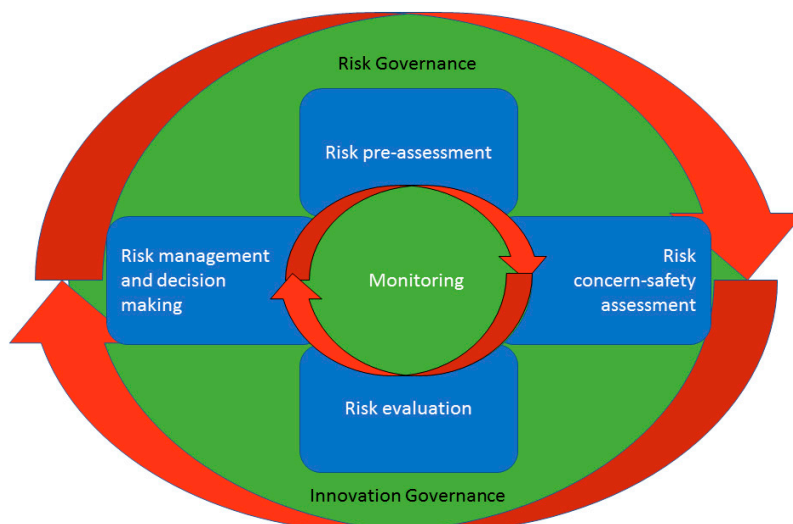 Risk Governance
Risk pre-assessment
Risk management
and decision
making
Monitoring
Risk
concern-safety
assessment
Risk evaluation
Innovation Governance